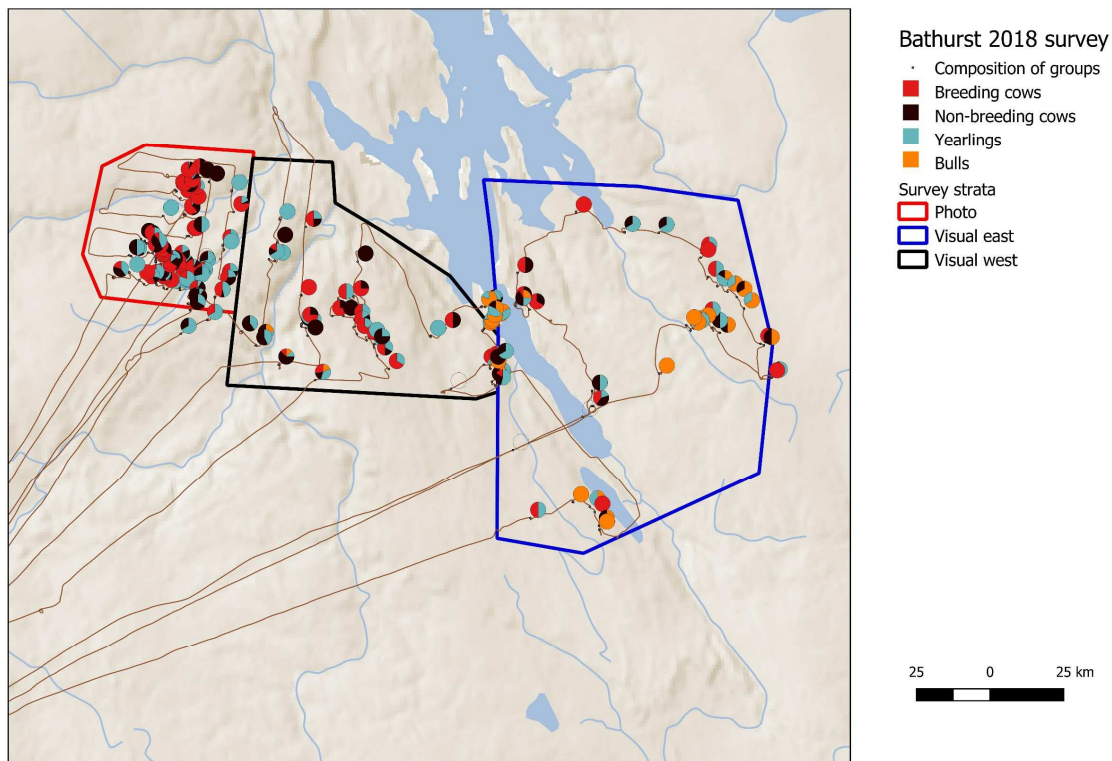 Bathurst 2018 survey
Composition of groups
Breeding cows
Non-breeding cows
Yearlings
Bulls
Survey strata
Photo
Visual east
Visual west
25 0 25 km